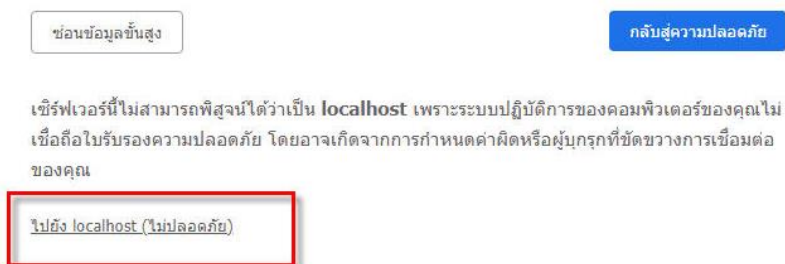 ซ่อนข้อมูลขั้นสูง
กลับสู่ความปลอดภัย
เซิร์ฟเวอร์นี้ไม่สามารถพิสูจน์ได้ว่าเป็น localhost เพราะระบบปฏิบัติการของคอมพิวเตอร์ของคุณไม่
เชื่อถือใบรับรองความปลอดภัย โดยอาจเกิดจากการกำหนดค่าผิดหรือผู้บุกรุกที่ขัดขวางการเชื่อมต่อ
ของคุณ
ไปยัง localhost (ไม่ปลอดภัย)